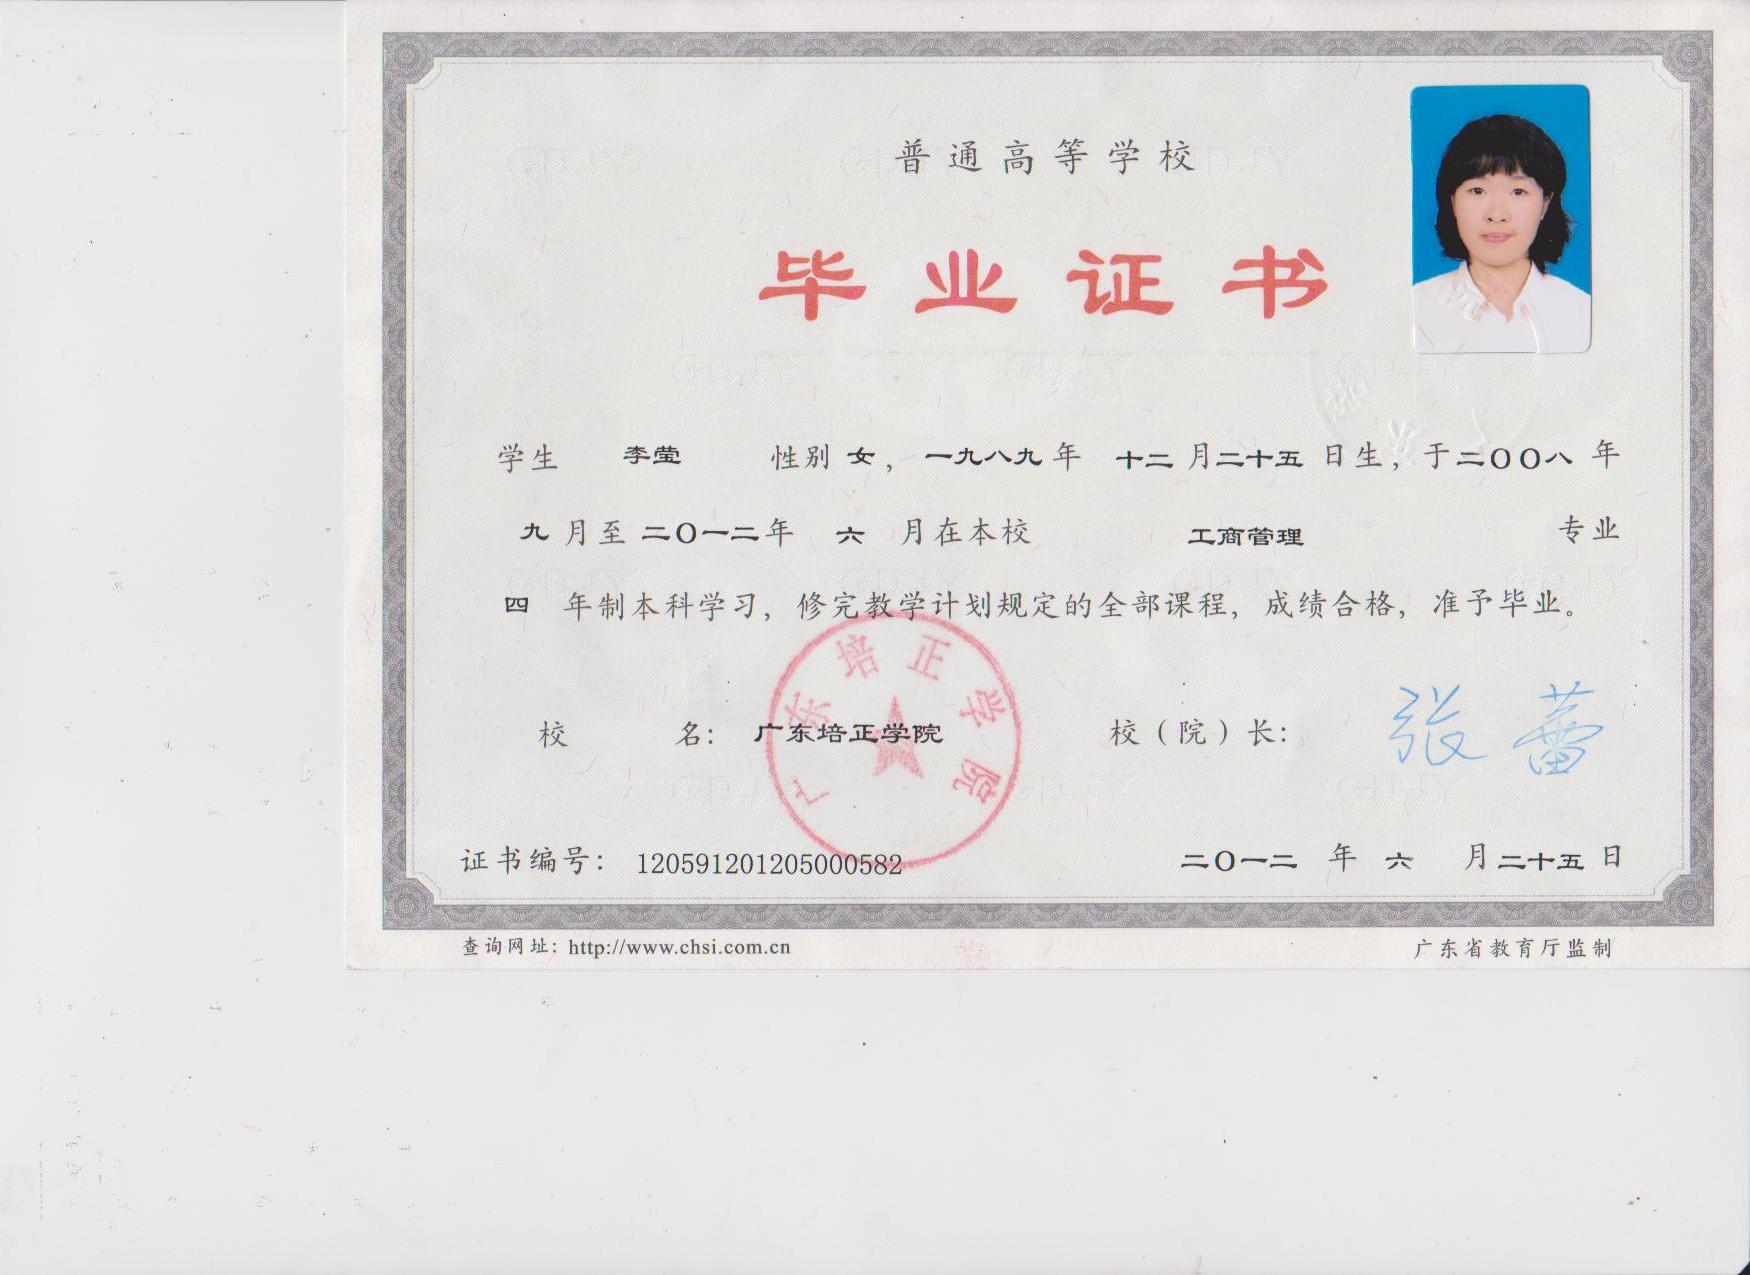 普通高等学校
毕业证书
学生 李莹 性别 女，一九八九年 十二月二十五日生，于二〇〇八年
九月至二〇一二年 六 月在本校 工商管理 专业
四 年制本科学习，修完教学计划规定的全部课程，成绩合格，准予毕业。
广东培正学院
校 名：广东培正学院 校（院）长：张蕾
证书编号：120591201205000582 二〇一二 年 六 月二十五日
查询网址：http://www.chsi.com.cn 广东省教育厅监制